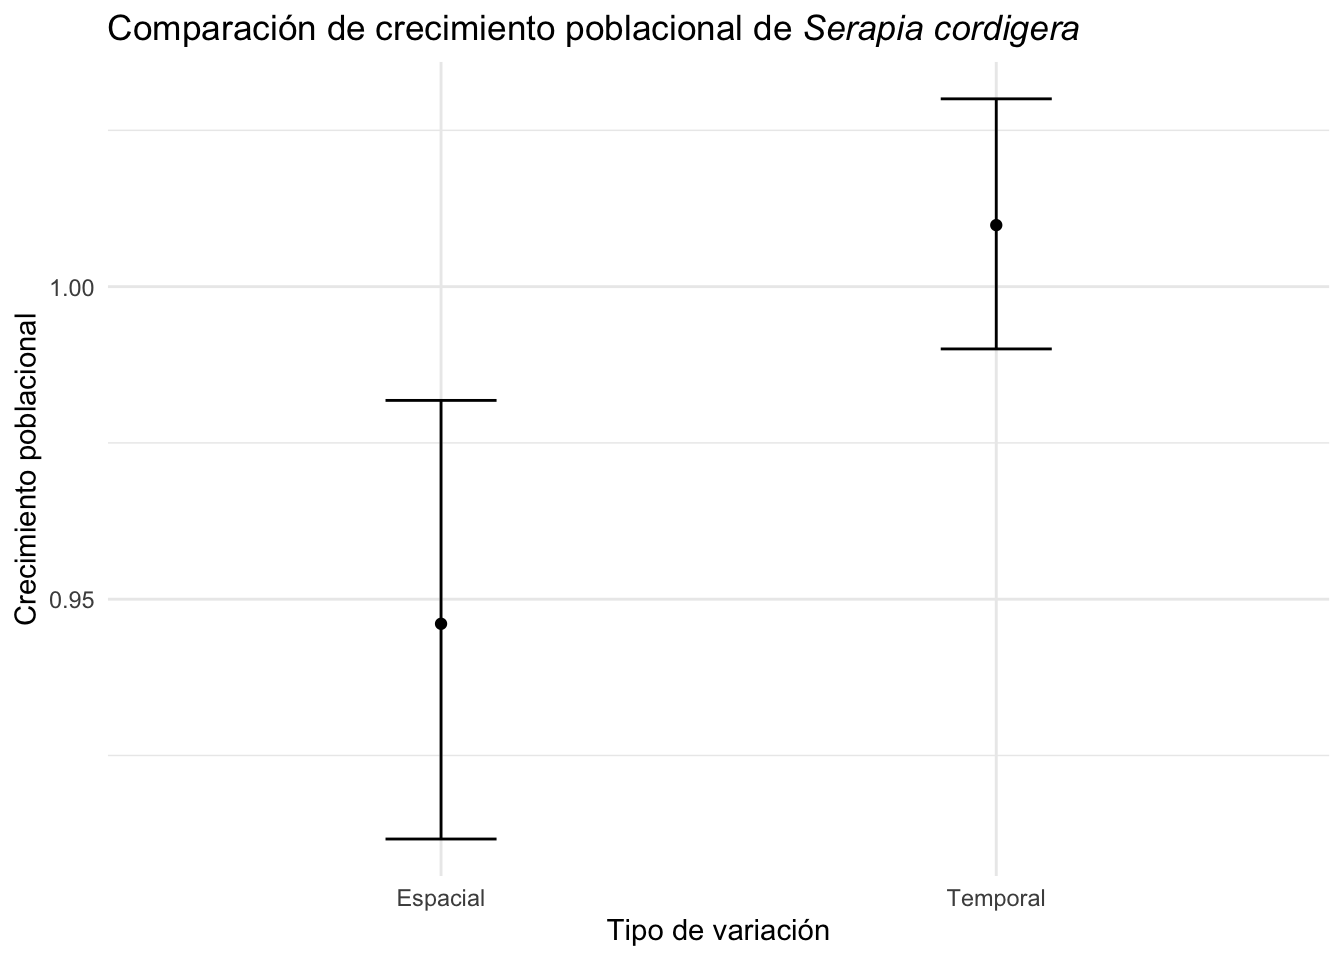 Comparación de crecimiento poblacional de Serapia cordigera
Crecimiento poblacional
1.00
0.95
Espacial
Temporal
Tipo de variación